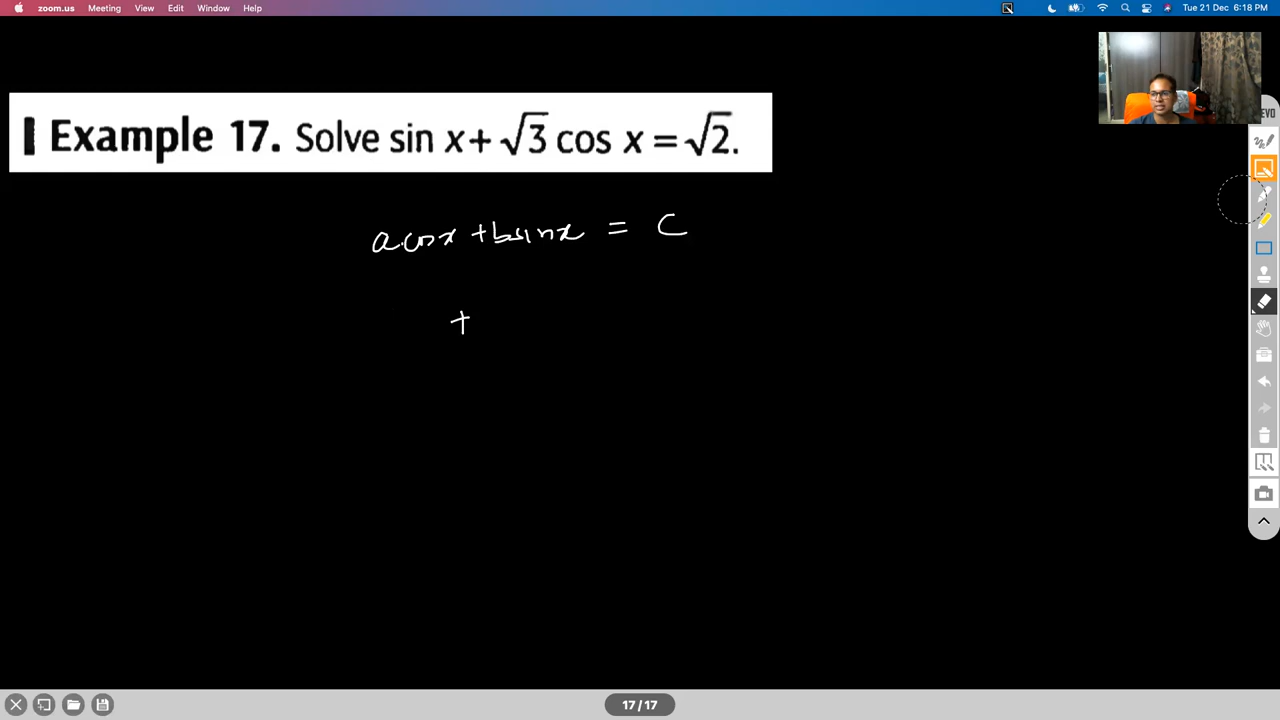 zoom.us Meeting View Edit Window Help Tue 21 Dec 6:18 PM
Example 17. Solve sin x + √3 cos x = √2.
a cos x + b sin x = C
+
17 / 17